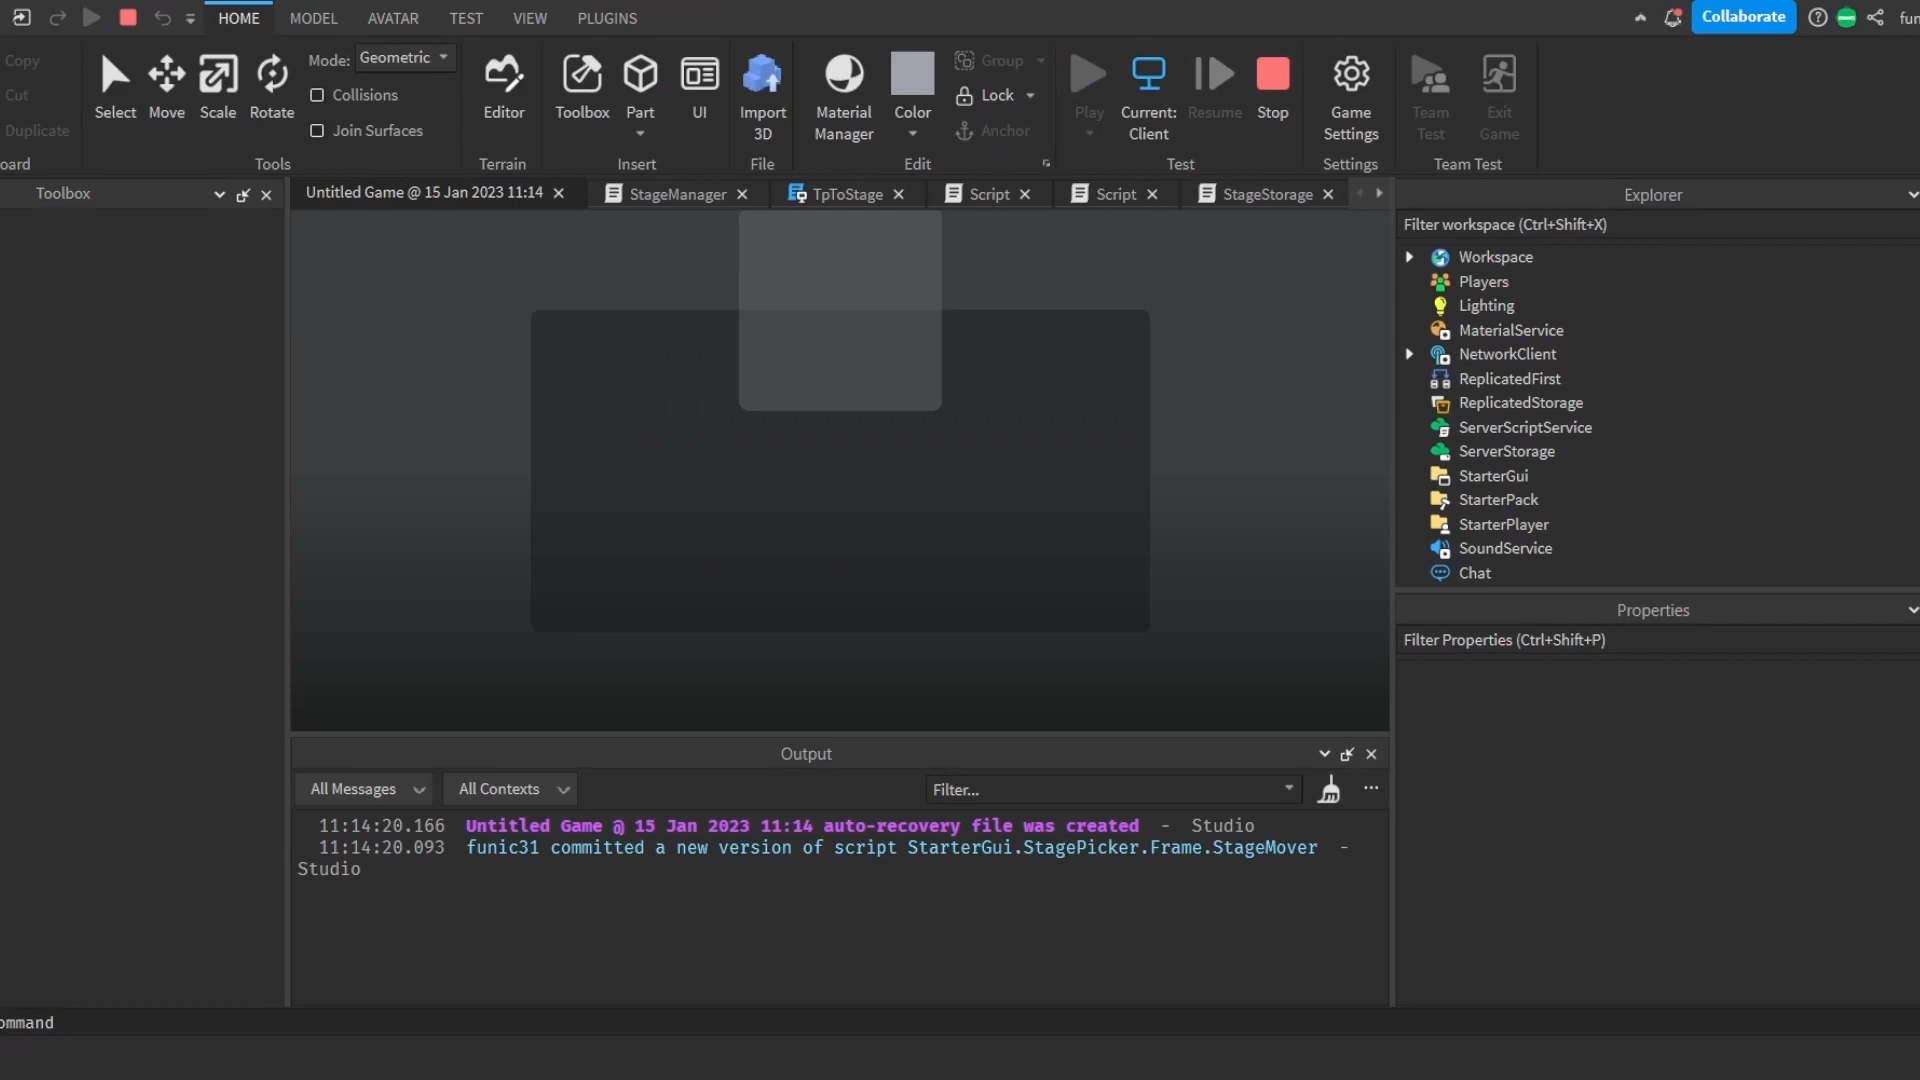 HOME
MODEL
AVATAR
TEST
VIEW
PLUGINS
Collaborate
fun
Copy
Cut
Duplicate
oard
Select
Move
Scale
Rotate
Mode:
Geometric
Collisions
Join Surfaces
Tools
Editor
Terrain
Toolbox
Part
UI
Insert
Import
3D
File
Material
Manager
Color
Group
Lock
Anchor
Edit
Play
Current:
Client
Resume
Stop
Test
Game
Settings
Settings
Team
Test
Exit
Game
Team Test
Toolbox
Untitled Game @ 15 Jan 2023 11:14
StageManager
TpToStage
Script
Script
StageStorage
Explorer
Filter workspace (Ctrl+Shift+X)
Workspace
Players
Lighting
MaterialService
NetworkClient
ReplicatedFirst
ReplicatedStorage
ServerScriptService
ServerStorage
StarterGui
StarterPack
StarterPlayer
SoundService
Chat
Properties
Filter Properties (Ctrl+Shift+P)
Output
All Messages
All Contexts
Filter...
11:14:20.166 Untitled Game @ 15 Jan 2023 11:14 auto-recovery file was created - Studio
11:14:20.093 funic31 committed a new version of script StarterGui.StagePicker.Frame.StageMover -
Studio
ommand